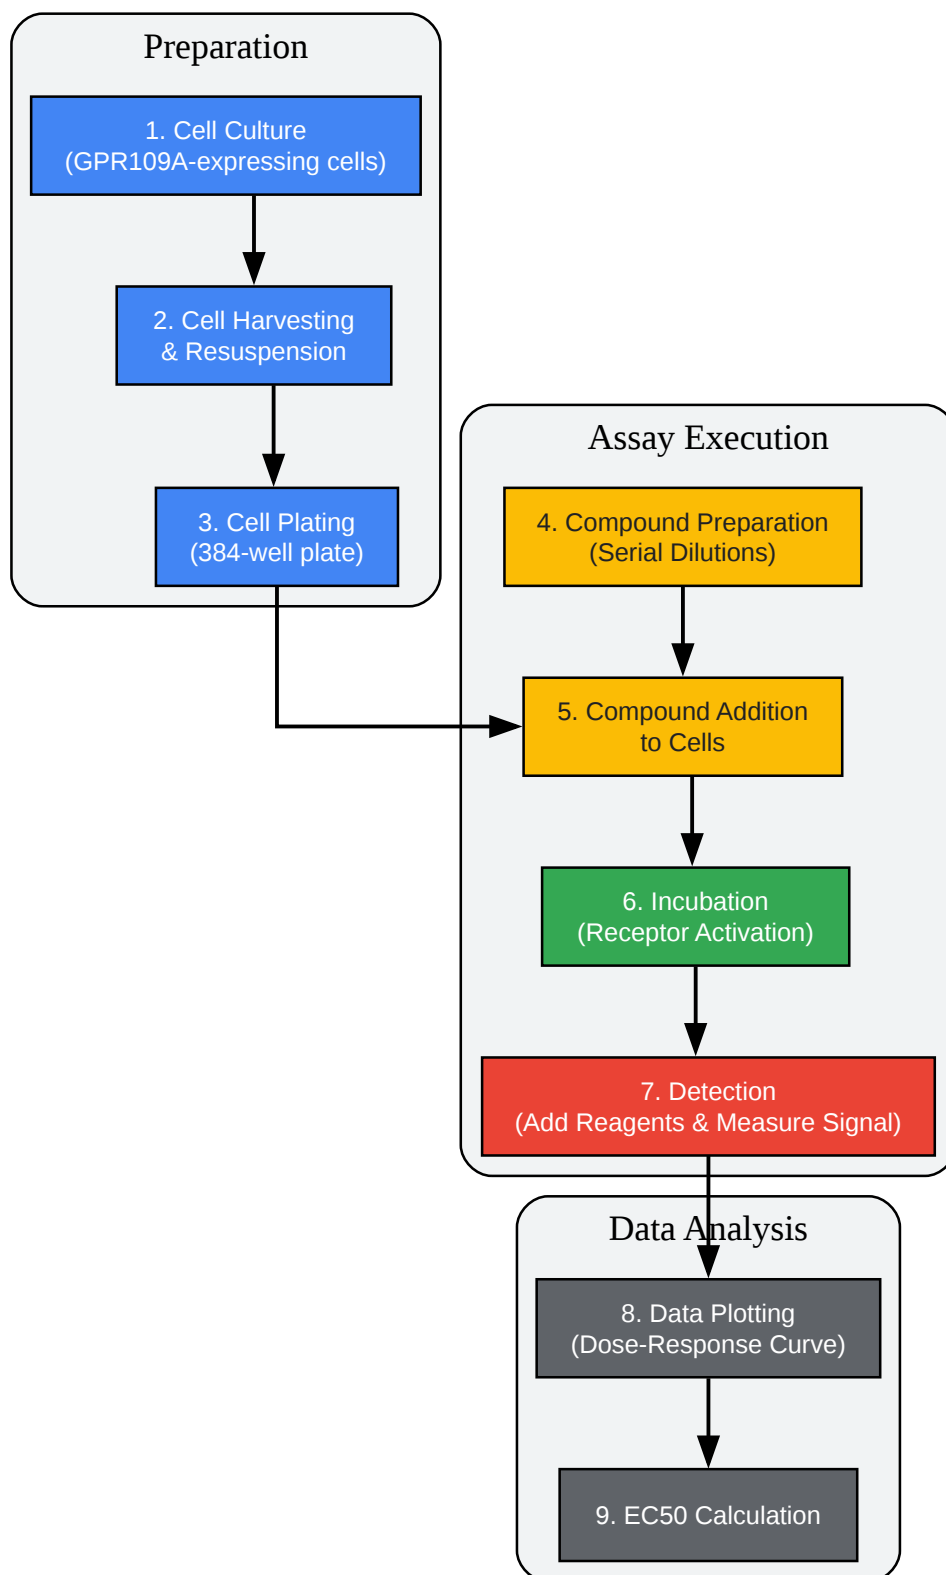 Preparation
1. Cell Culture
(GPR109A-expressing cells)
2. Cell Harvesting
& Resuspension
3. Cell Plating
(384-well plate)
Assay Execution
4. Compound Preparation
(Serial Dilutions)
5. Compound Addition
to Cells
6. Incubation
(Receptor Activation)
7. Detection
(Add Reagents & Measure Signal)
Data Analysis
8. Data Plotting
(Dose-Response Curve)
9. EC50 Calculation